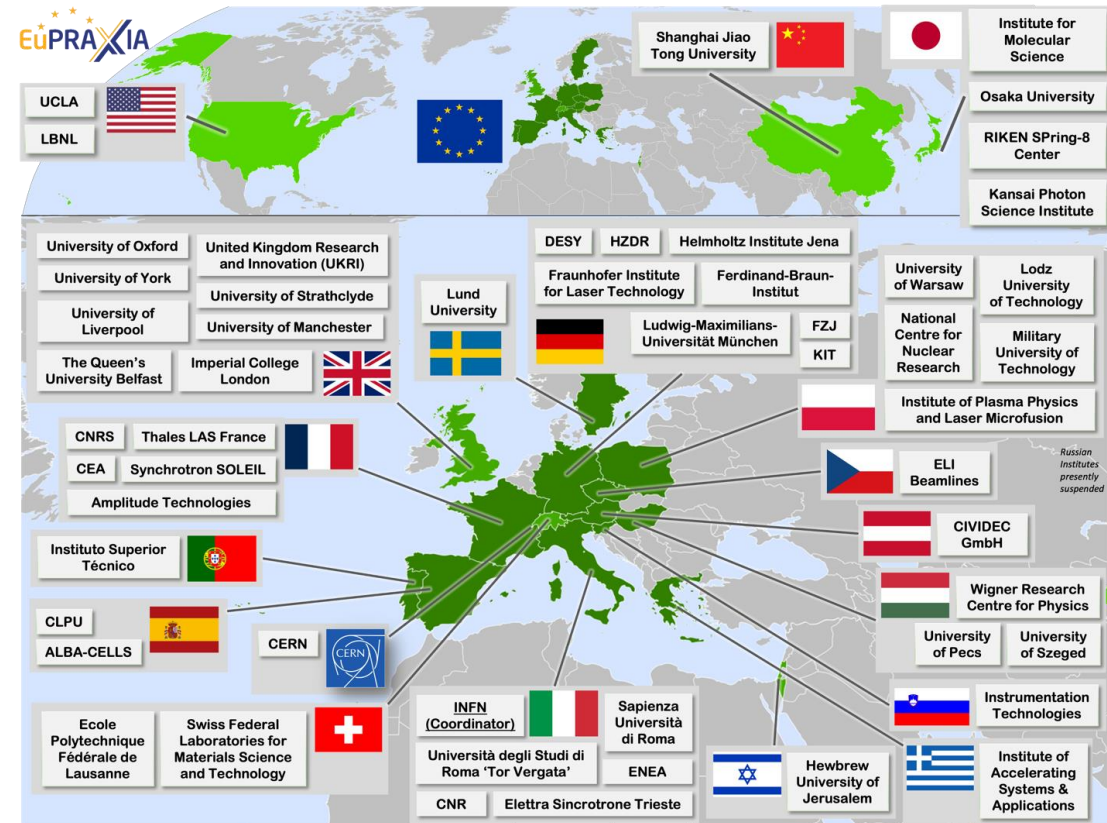 EuPRAXIA
UCLA
LBNL
Shanghai Jiao
Tong University
Institute for
Molecular
Science
Osaka University
RIKEN SPring-8
Center
Kansai Photon
Science Institute
University of Oxford
United Kingdom Research
and Innovation (UKRI)
University of York
University of Strathclyde
University of
Liverpool
University of Manchester
The Queen's
University Belfast
Imperial College
London
Lund
University
DESY
HZDR
Helmholtz Institute Jena
Fraunhofer Institute
for Laser Technology
Ferdinand-Braun-
Institut
Ludwig-Maximilians-
Universität München
FZJ
KIT
University
of Warsaw
Lodz
University
of Technology
National
Centre for
Nuclear
Research
Military
University of
Technology
Institute of Plasma Physics
and Laser Microfusion
CNRS
Thales LAS France
CEA
Synchrotron SOLEIL
Amplitude Technologies
ELI
Beamlines
Russian
Institutes
presently
suspended
CIVIDEC
GmbH
Instituto Superior
Técnico
Wigner Research
Centre for Physics
University
of Pecs
University
of Szeged
CLPU
ALBA-CELLS
CERN
CERN
Instrumentation
Technologies
Ecole
Polytechnique
Fédérale de
Lausanne
Swiss Federal
Laboratories for
Materials Science
and Technology
INFN
(Coordinator)
Sapienza
Università
di Roma
Università degli Studi di
Roma ‘Tor Vergata’
ENEA
CNR
Elettra Sincrotrone Trieste
Hewbrew
University of
Jerusalem
Institute of
Accelerating
Systems &
Applications